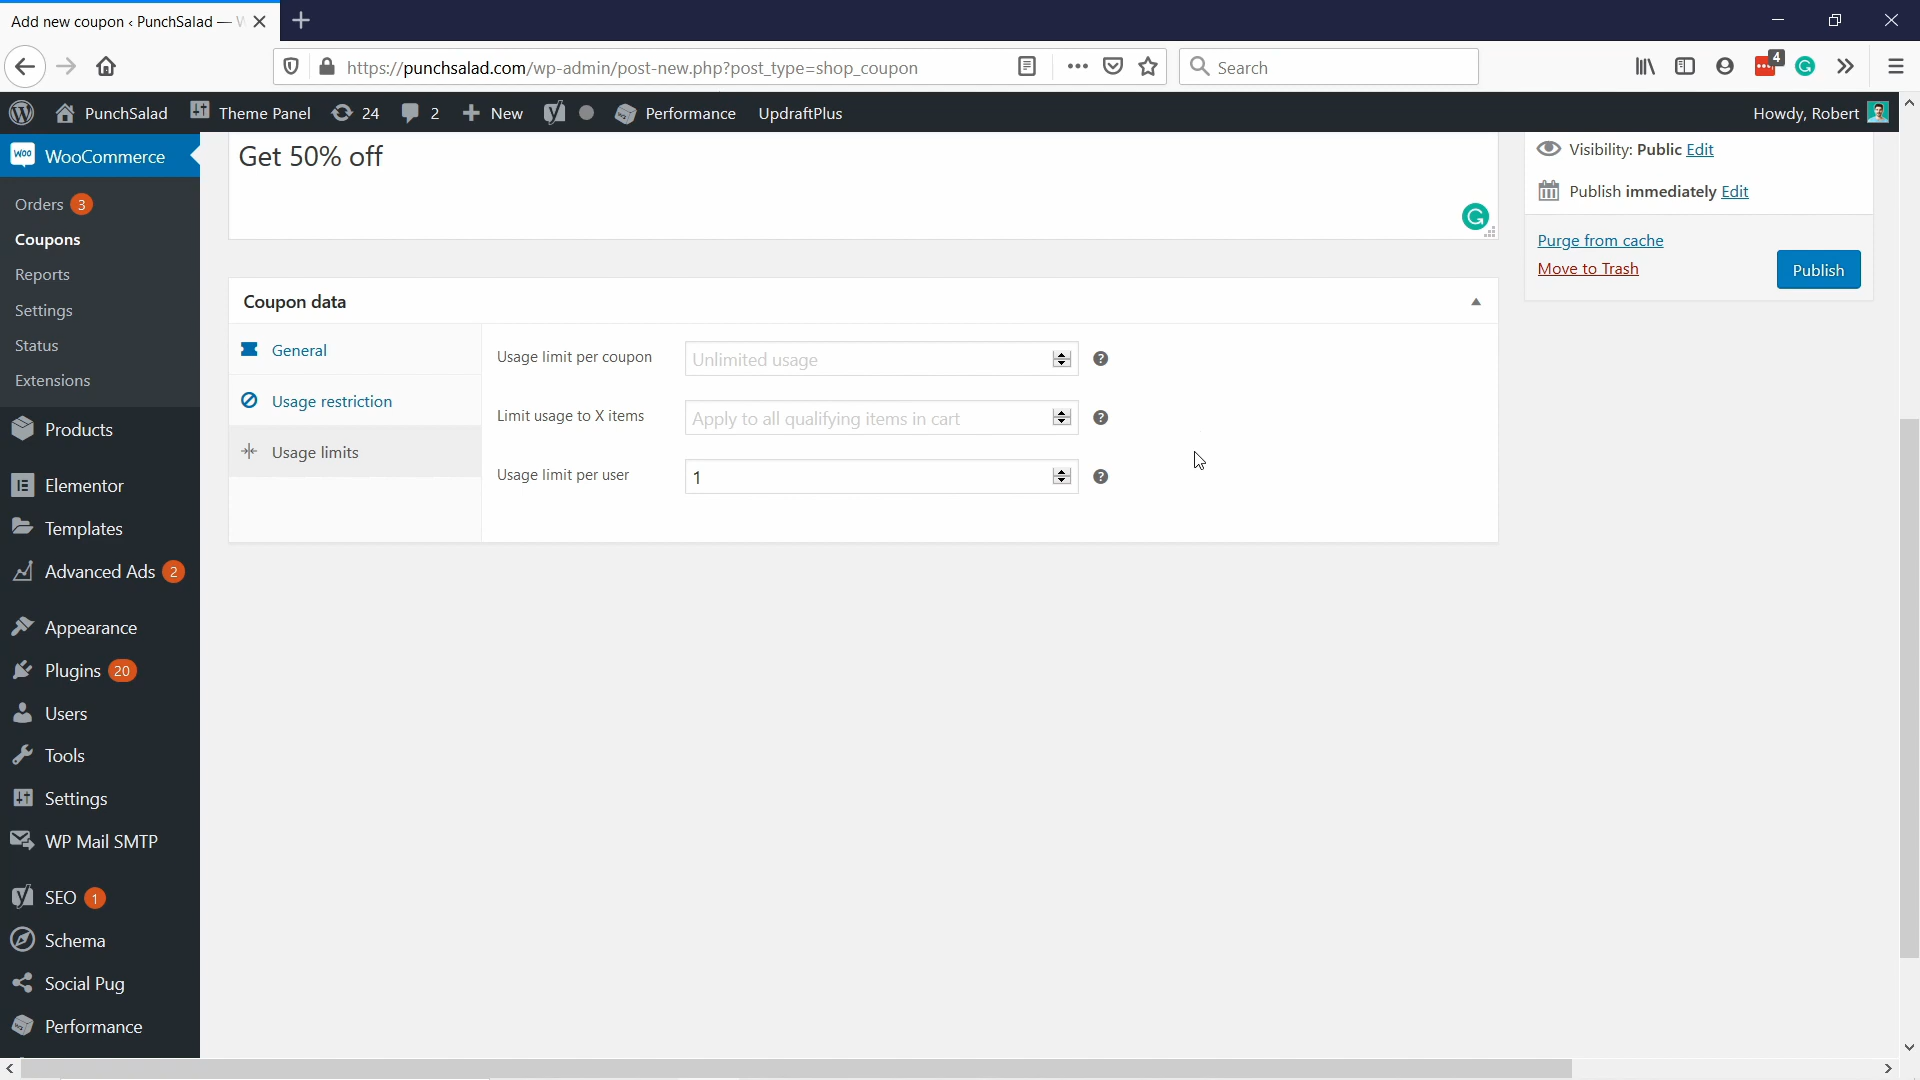 Add new coupon ‹ PunchSalad —
https://punchsalad.com/wp-admin/post-new.php?post_type=shop_coupon
Search
4
PunchSalad
Theme Panel
24
2
New
Performance
UpdraftPlus
Howdy, Robert
WooCommerce
Orders 3
Coupons
Reports
Settings
Status
Extensions
Products
Elementor
Templates
Advanced Ads 2
Appearance
Plugins 20
Users
Tools
Settings
WP Mail SMTP
SEO 1
Schema
Social Pug
Performance
Get 50% off
Coupon data
General
Usage restriction
Usage limits
Usage limit per coupon
Unlimited usage
Limit usage to X items
Apply to all qualifying items in cart
Usage limit per user
1
Visibility: Public Edit
Publish immediately Edit
Purge from cache
Move to Trash
Publish